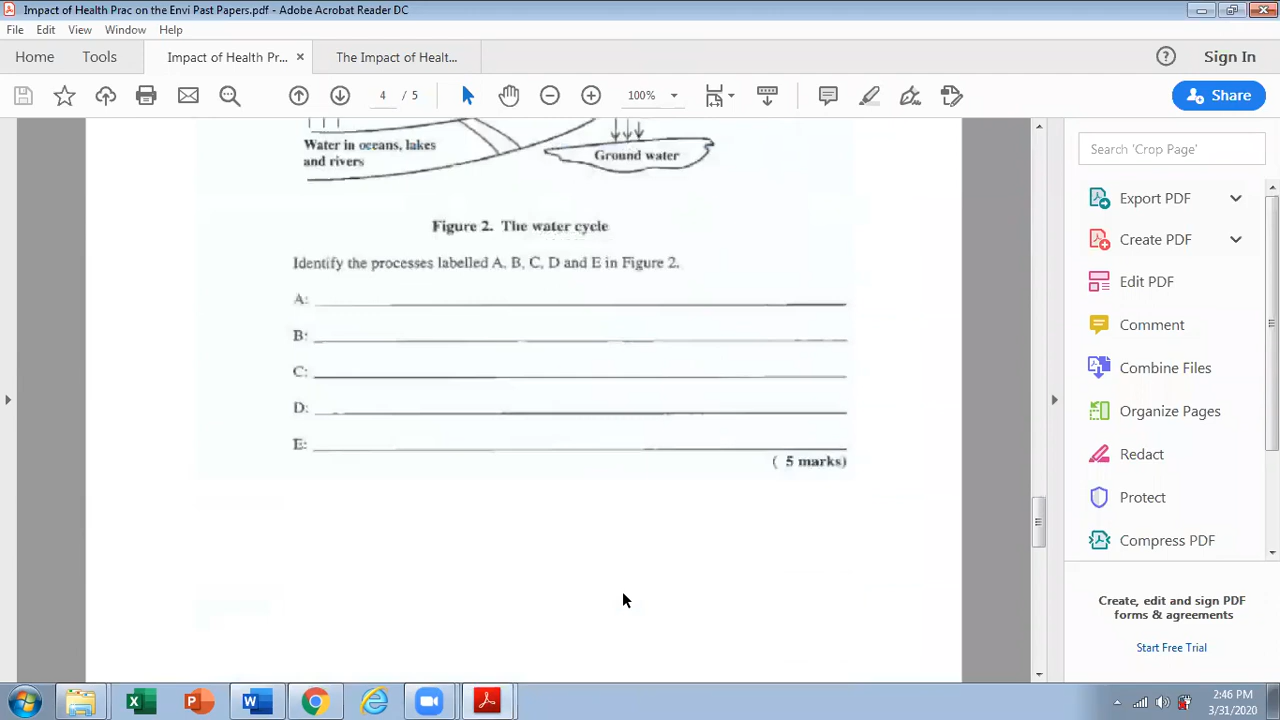 Impact of Health Prac on the Envi Past Papers.pdf - Adobe Acrobat Reader DC
File Edit View Window Help
Home Tools Impact of Health Pr... × The Impact of Healt... Sign In
4 / 5 100% Share
Water in oceans, lakes
and rivers
Ground water
Figure 2. The water cycle
Identify the processes labelled A, B, C, D and E in Figure 2.
A:
B:
C:
D:
E:
( 5 marks)
Search 'Crop Page'
Export PDF
Create PDF
Edit PDF
Comment
Combine Files
Organize Pages
Redact
Protect
Compress PDF
Create, edit and sign PDF
forms & agreements
Start Free Trial
2:46 PM
3/31/2020